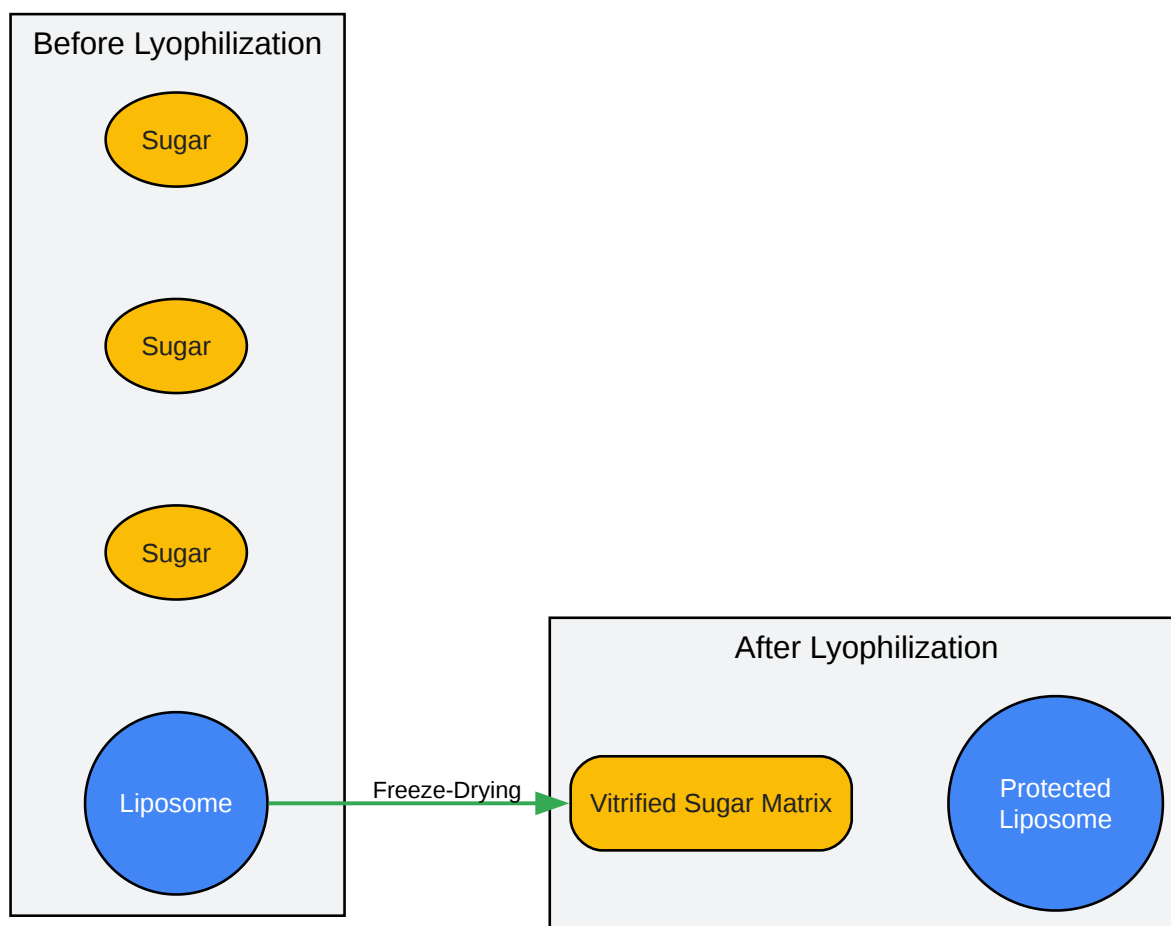 Before Lyophilization
Sugar
Sugar
Sugar
Liposome
Freeze-Drying
After Lyophilization
Vitrified Sugar Matrix
Protected
Liposome